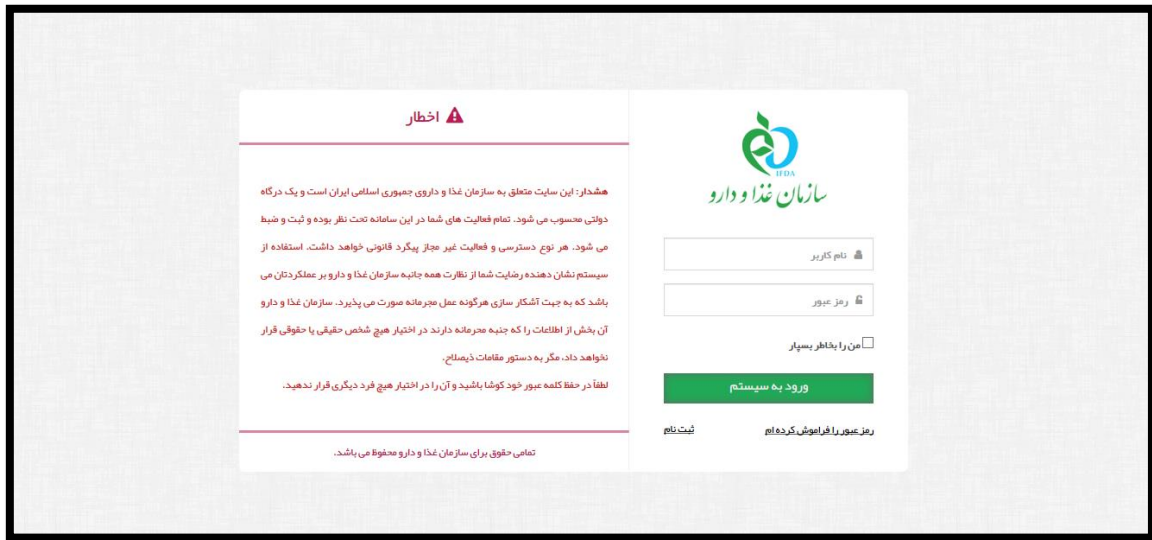 IFDA
سازمان غذا و دارو
نام کاربر
رمز عبور
من را بخاطر بسپار
ورود به سیستم
رمز عبور را فراموش کرده ام
ثبت نام
اخطار
هشدار: این سایت متعلق به سازمان غذا و داروی جمهوری اسلامی ایران است و یک درگاه
دولتی محسوب می شود. تمام فعالیت های شما در این سامانه تحت نظر بوده و ثبت و ضبط
می شود. هر نوع دسترسی و فعالیت غیر مجاز پیگرد قانونی خواهد داشت. استفاده از
سیستم نشان دهنده رضایت شما از نظارت همه جانبه سازمان غذا و دارو بر عملکردتان می
باشد که به جهت آشکار سازی هرگونه عمل مجرمانه صورت می پذیرد. سازمان غذا و دارو
آن بخش از اطلاعات را که جنبه محرمانه دارند در اختیار هیچ شخص حقیقی یا حقوقی قرار
نخواهد داد، مگر به دستور مقامات ذیصلاح.
لطفاً در حفظ کلمه عبور خود کوشا باشید و آن را در اختیار هیچ فرد دیگری قرار ندهید.
تمامی حقوق برای سازمان غذا و دارو محفوظ می باشد.